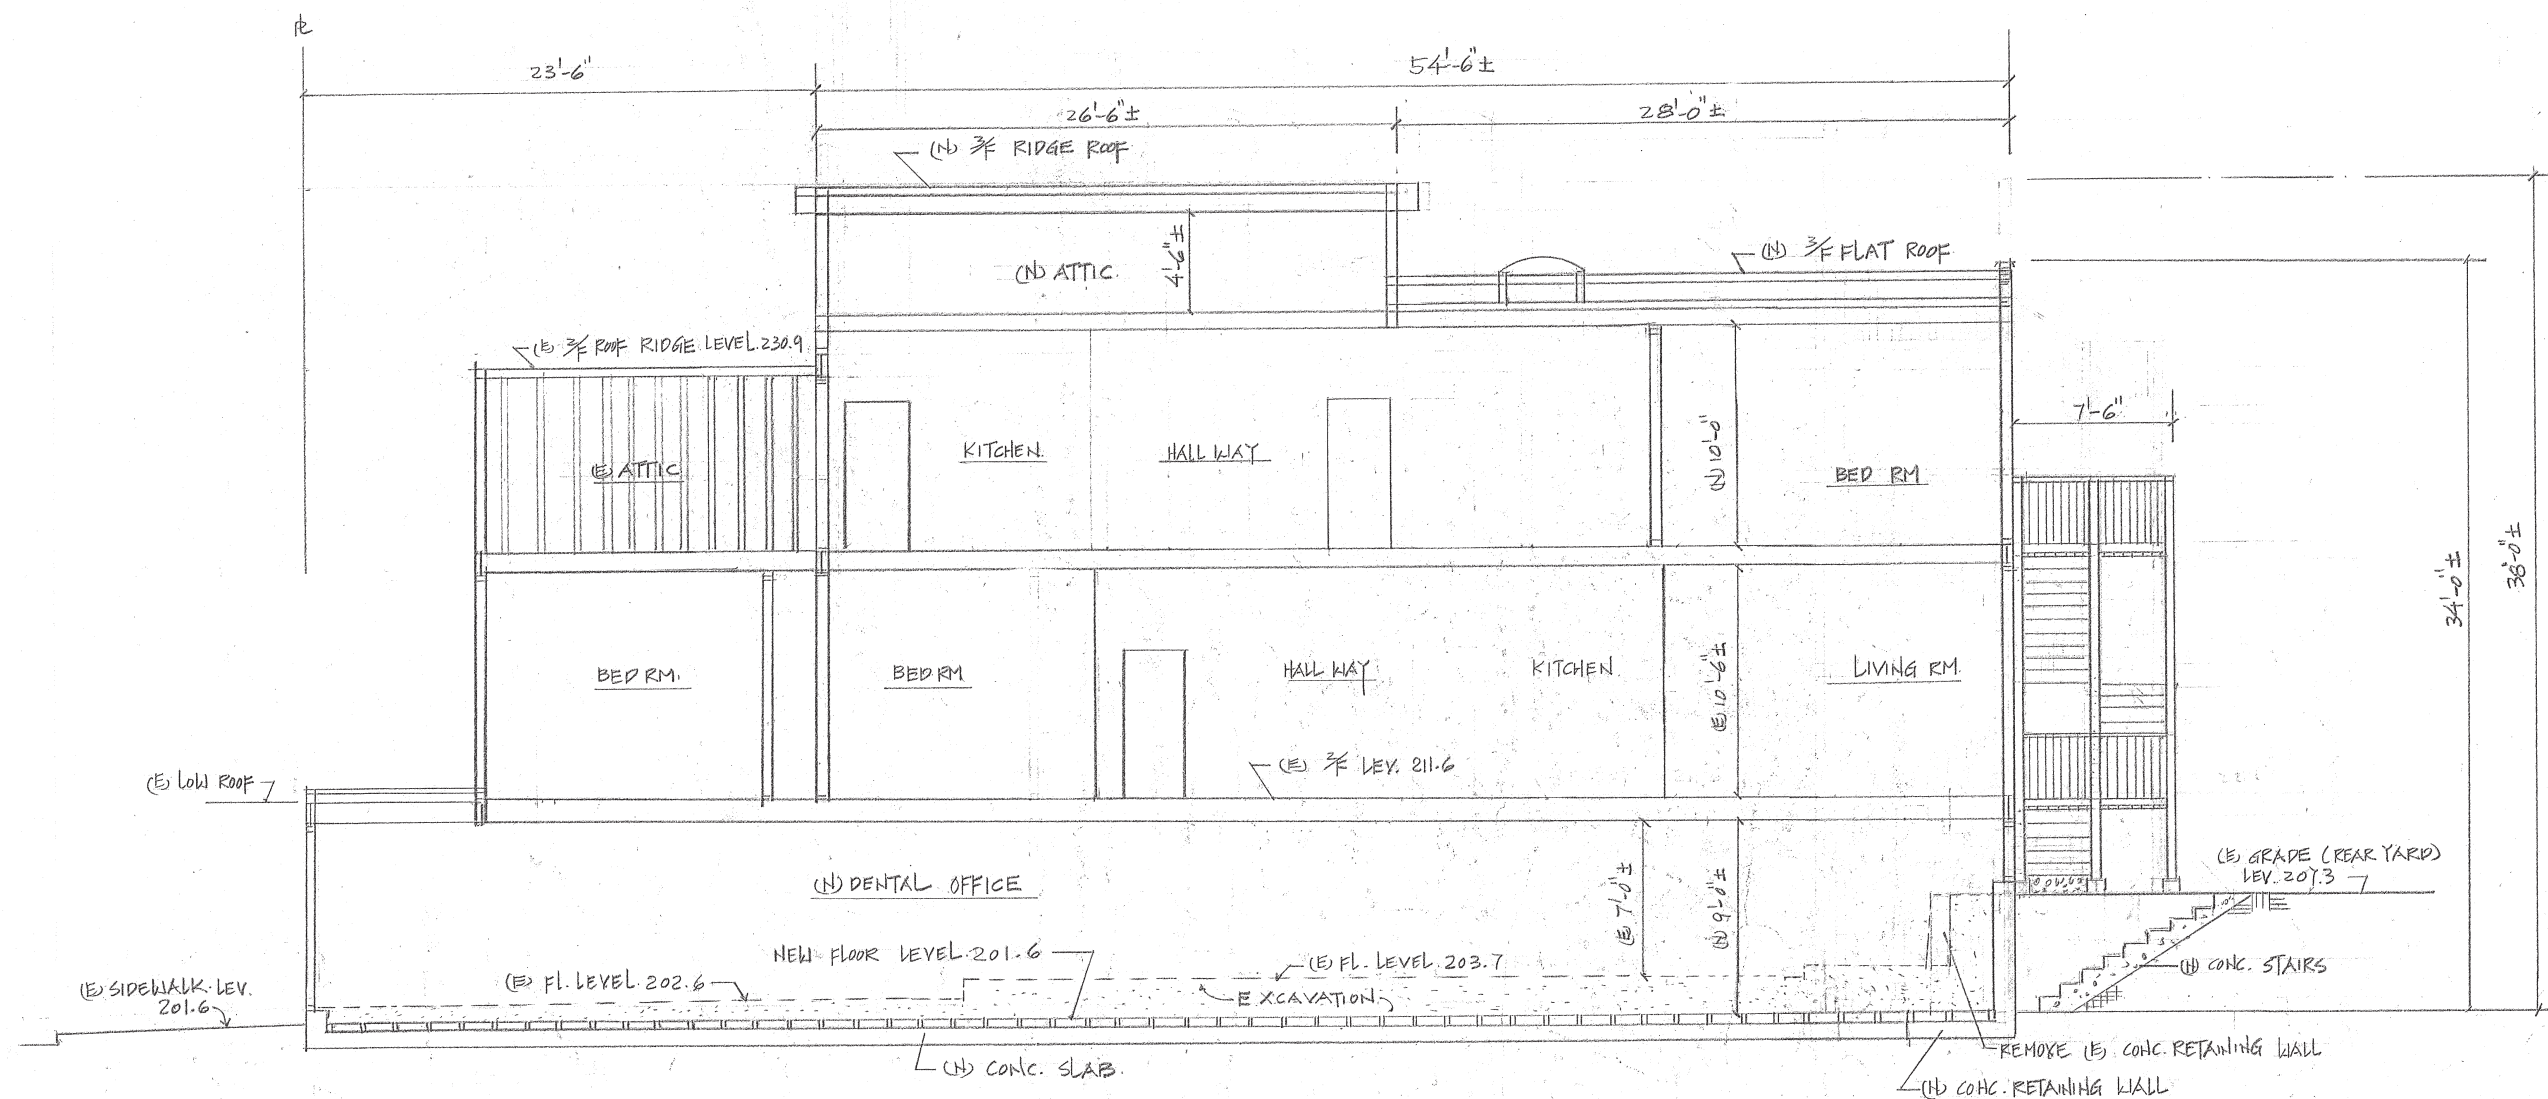 ℄
23'-6"
54'-6"±
26'-6"±
28'-0"±
(N) 3/F RIDGE ROOF
(N) ATTIC.
4'-6"±
(N) 3/F FLAT ROOF
(E) 3/F ROOF RIDGE LEVEL.230.9
(E) ATTIC
KITCHEN.
HALL WAY
(N) 10'-0"
BED RM
7'-6"
34'-0"±
38'-0"±
BED RM.
BED RM
HALL WAY
KITCHEN
(E) 10'-6"±
LIVING RM.
(E) LOW ROOF
(E) 3/F LEV. 211.6
(N) DENTAL OFFICE
(E) 7'-0"±
(N) 9'-0"±
(E) GRADE (REAR YARD)
LEV. 207.3
NEW FLOOR LEVEL.201.6
(E) FL. LEVEL 203.7
(E) FL. LEVEL 202.6
EXCAVATION
(E) SIDEWALK LEV.
201.6
(N) CONC. STAIRS
(N) CONC. SLAB.
REMOVE (E) CONC. RETAINING WALL
(N) CONC. RETAINING WALL